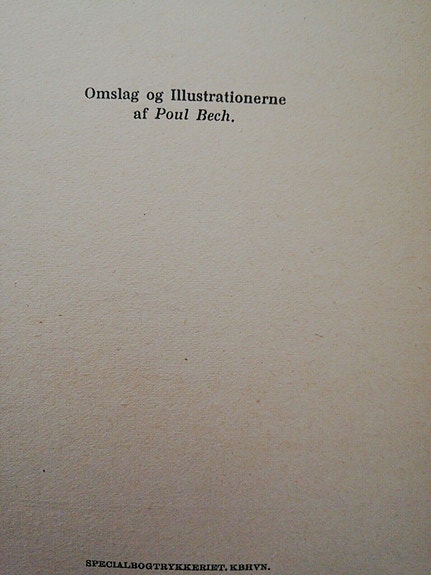 Omslag og Illustrationerne
af Poul Bech.
SPECIALBOGTRYKKERIET. KBHVN.